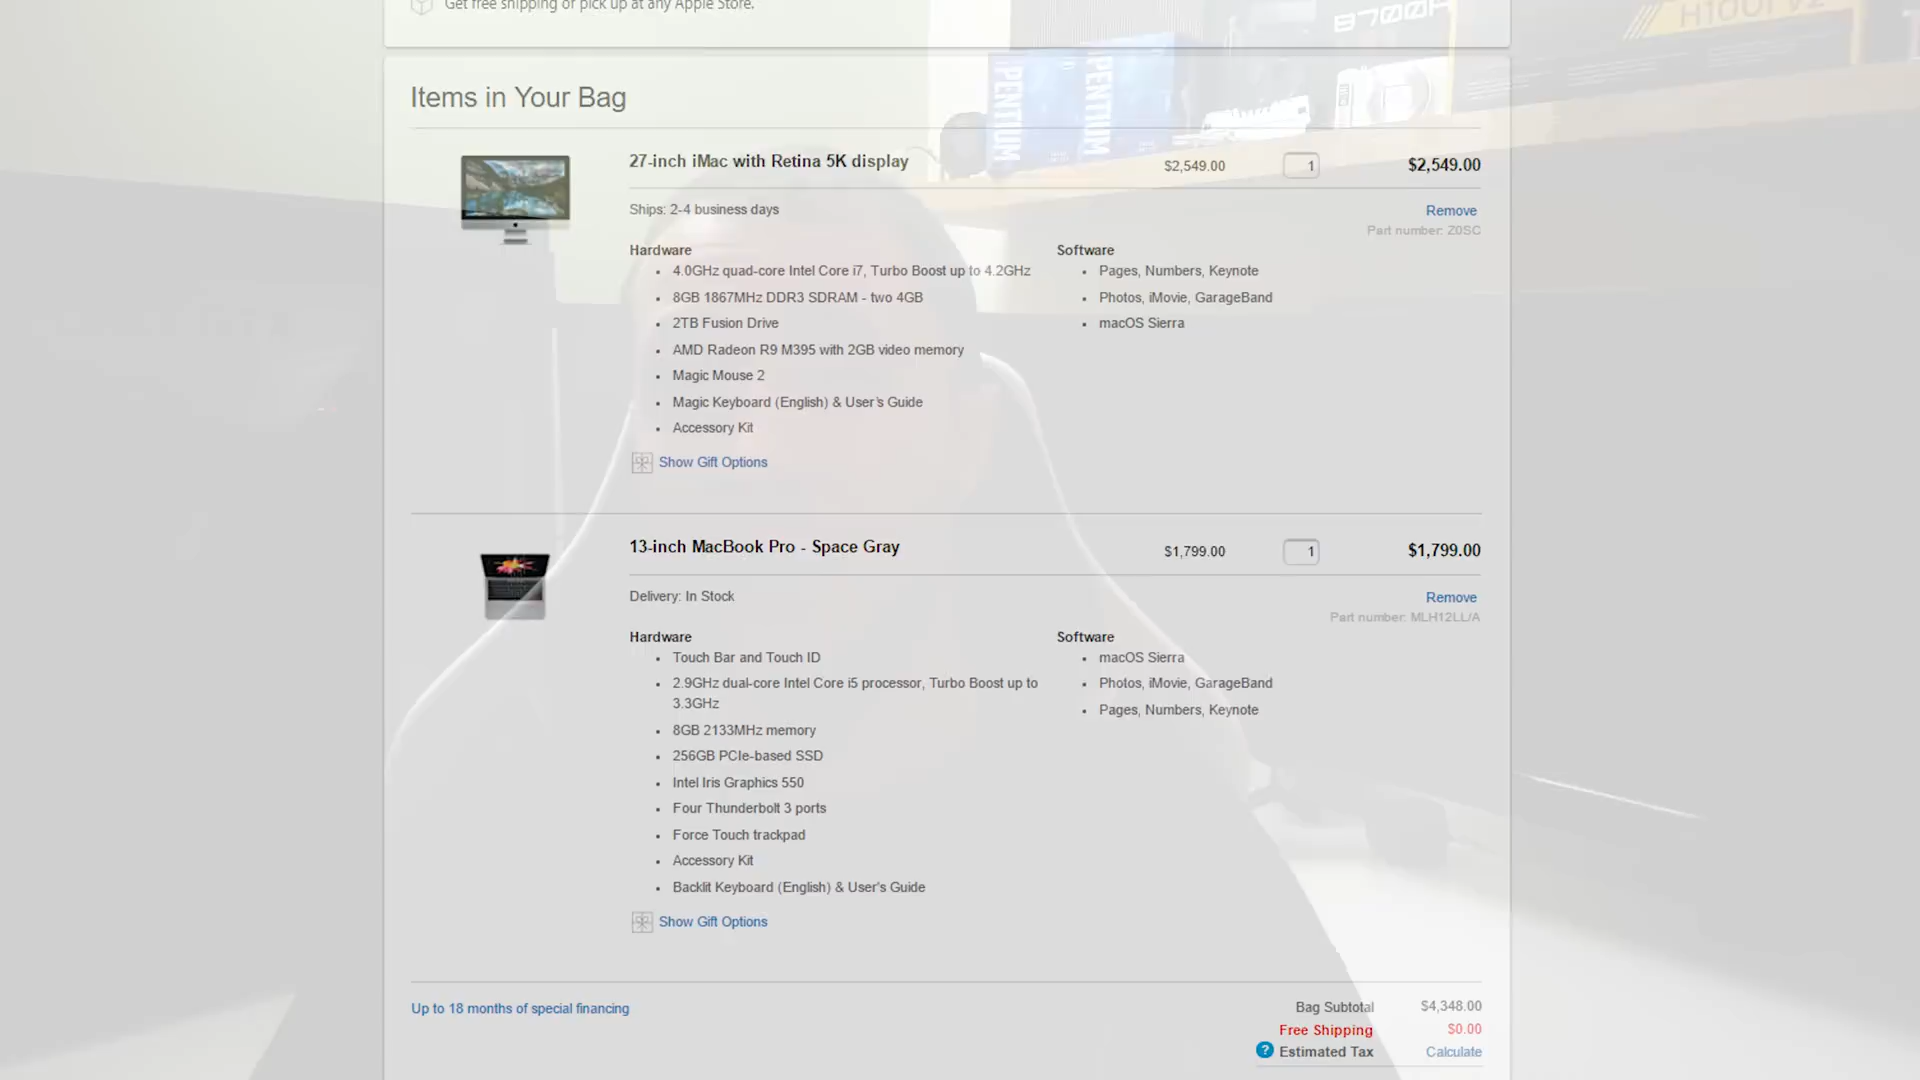 Get free shipping or pick up at any Apple Store.
B700H
H100i v2
PENTIUM
PENTIUM
Items in Your Bag
27-inch iMac with Retina 5K display $2,549.00 1 $2,549.00
Ships: 2-4 business days Remove
Part number: Z0SC
Hardware Software
4.0GHz quad-core Intel Core i7, Turbo Boost up to 4.2GHz Pages, Numbers, Keynote
8GB 1867MHz DDR3 SDRAM - two 4GB Photos, iMovie, GarageBand
2TB Fusion Drive macOS Sierra
AMD Radeon R9 M395 with 2GB video memory
Magic Mouse 2
Magic Keyboard (English) & User's Guide
Accessory Kit
Show Gift Options
13-inch MacBook Pro - Space Gray $1,799.00 1 $1,799.00
Delivery: In Stock Remove
Part number: MLH12LL/A
Hardware Software
Touch Bar and Touch ID macOS Sierra
2.9GHz dual-core Intel Core i5 processor, Turbo Boost up to Photos, iMovie, GarageBand
3.3GHz Pages, Numbers, Keynote
8GB 2133MHz memory
256GB PCIe-based SSD
Intel Iris Graphics 550
Four Thunderbolt 3 ports
Force Touch trackpad
Accessory Kit
Backlit Keyboard (English) & User's Guide
Show Gift Options
Up to 18 months of special financing Bag Subtotal $4,348.00
Free Shipping $0.00
? Estimated Tax Calculate